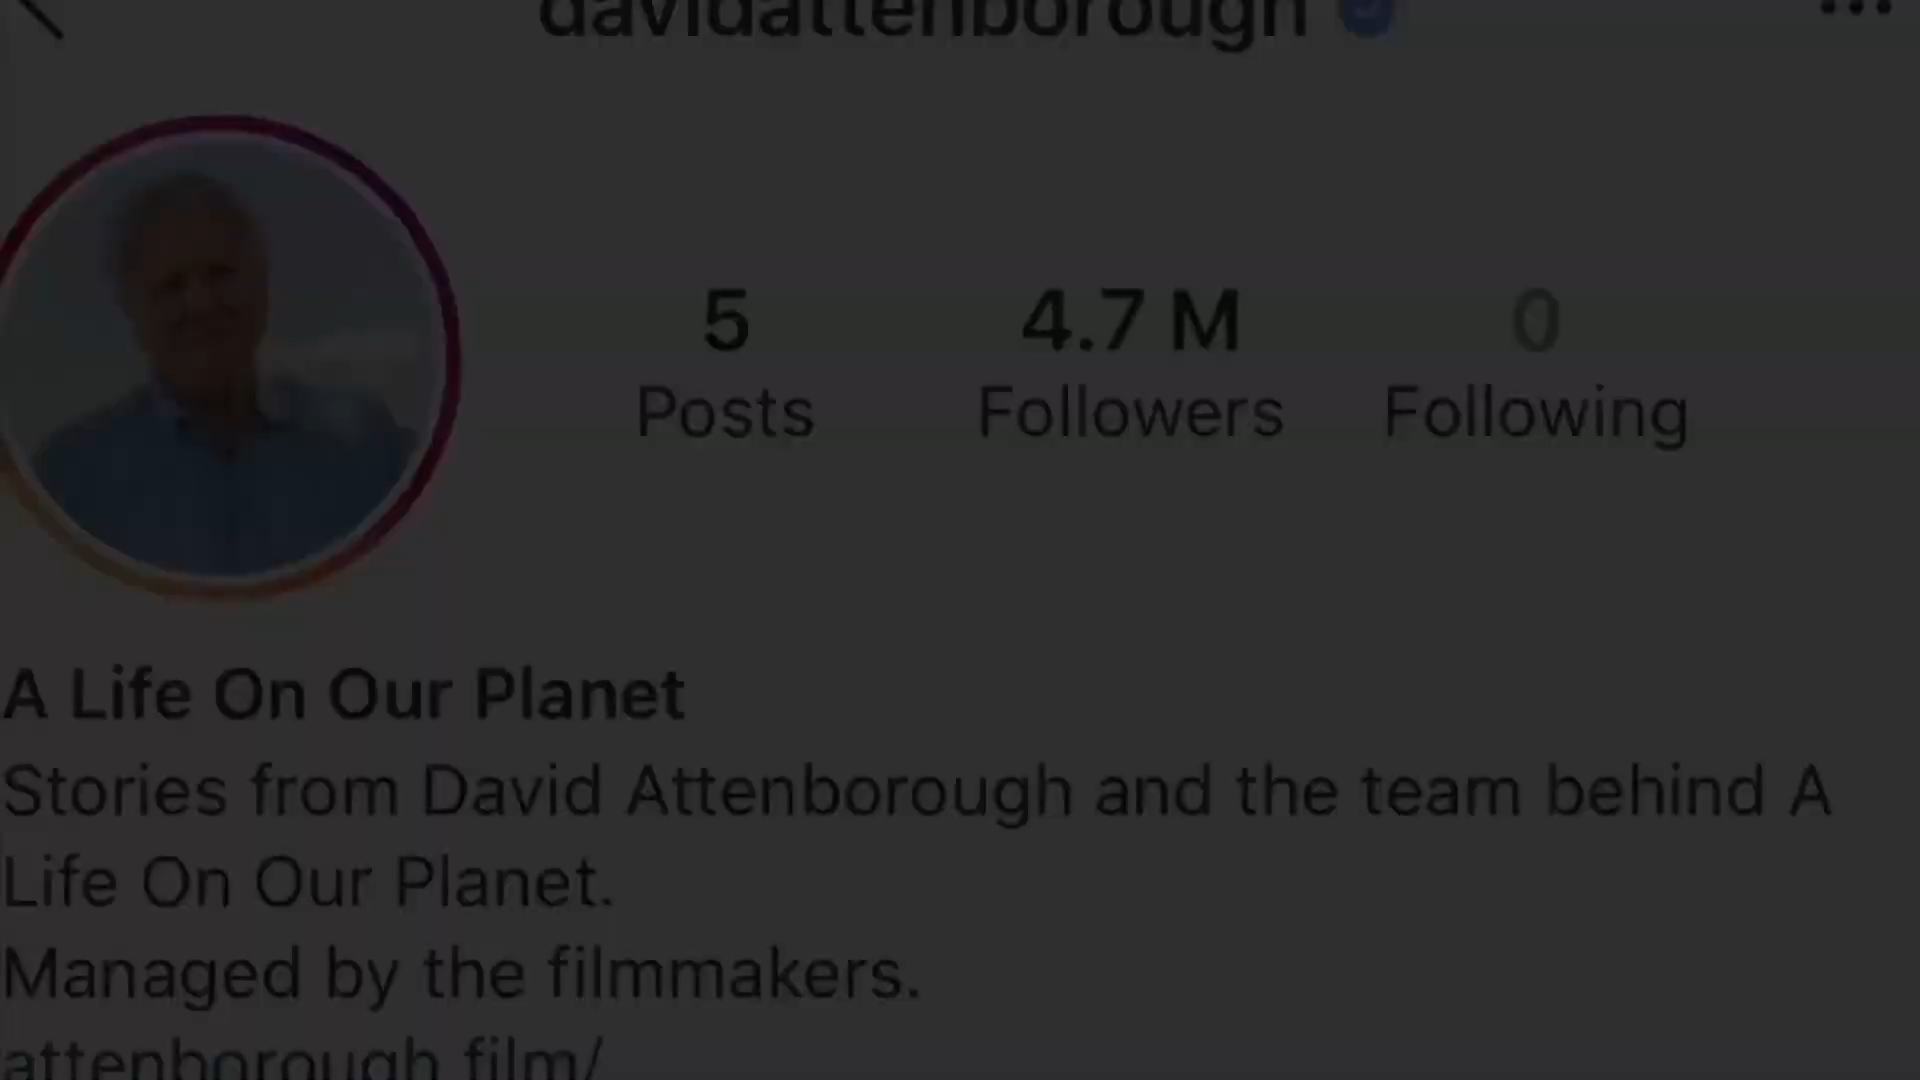 davidattenborough
5 4.7 M 0
Posts Followers Following
A Life On Our Planet
Stories from David Attenborough and the team behind A
Life On Our Planet.
Managed by the filmmakers.
attenborough.film/